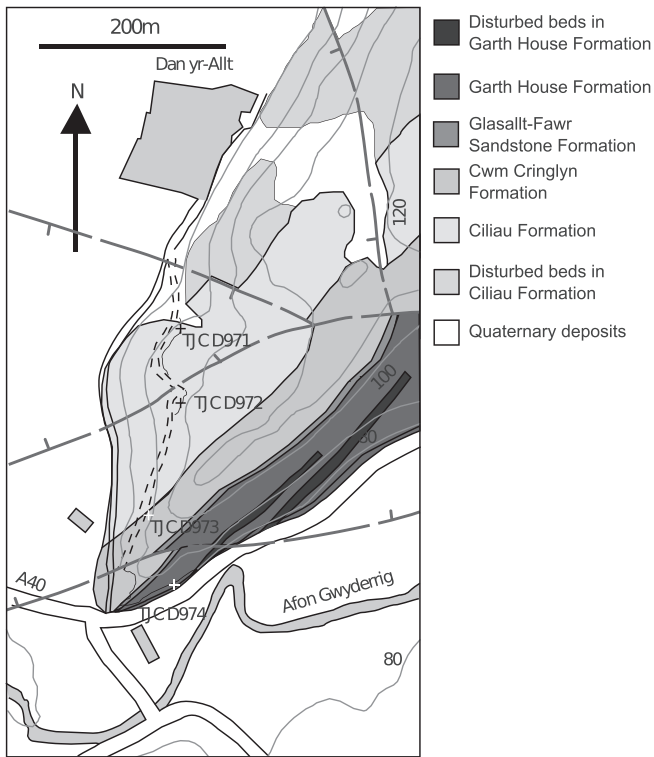 200m
Dan yr-Allt
N
120
TJCD971
TJCD972
100
80
TJCD973
A40
TJCD974
Afon Gwyderrig
80
Disturbed beds in
Garth House Formation
Garth House Formation
Glasallt-Fawr
Sandstone Formation
Cwm Cringlyn
Formation
Ciliau Formation
Disturbed beds in
Ciliau Formation
Quaternary deposits